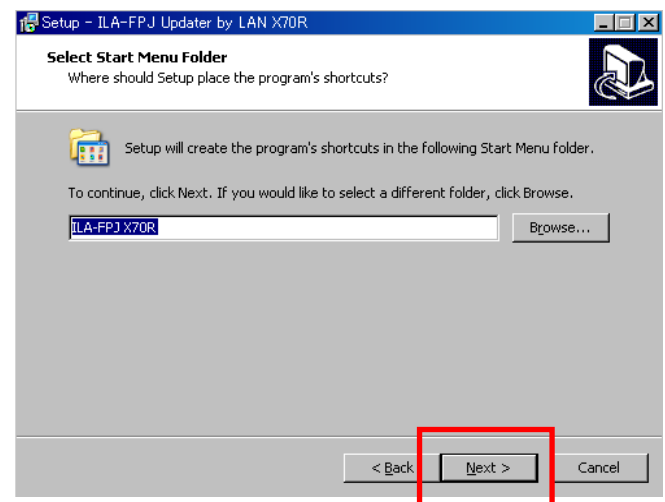 Setup - ILA-FPJ Updater by LAN X70R
Select Start Menu Folder
Where should Setup place the program's shortcuts?
Setup will create the program's shortcuts in the following Start Menu folder.
To continue, click Next. If you would like to select a different folder, click Browse.
ILA-FPJ X70R
Browse...
< Back
Next >
Cancel